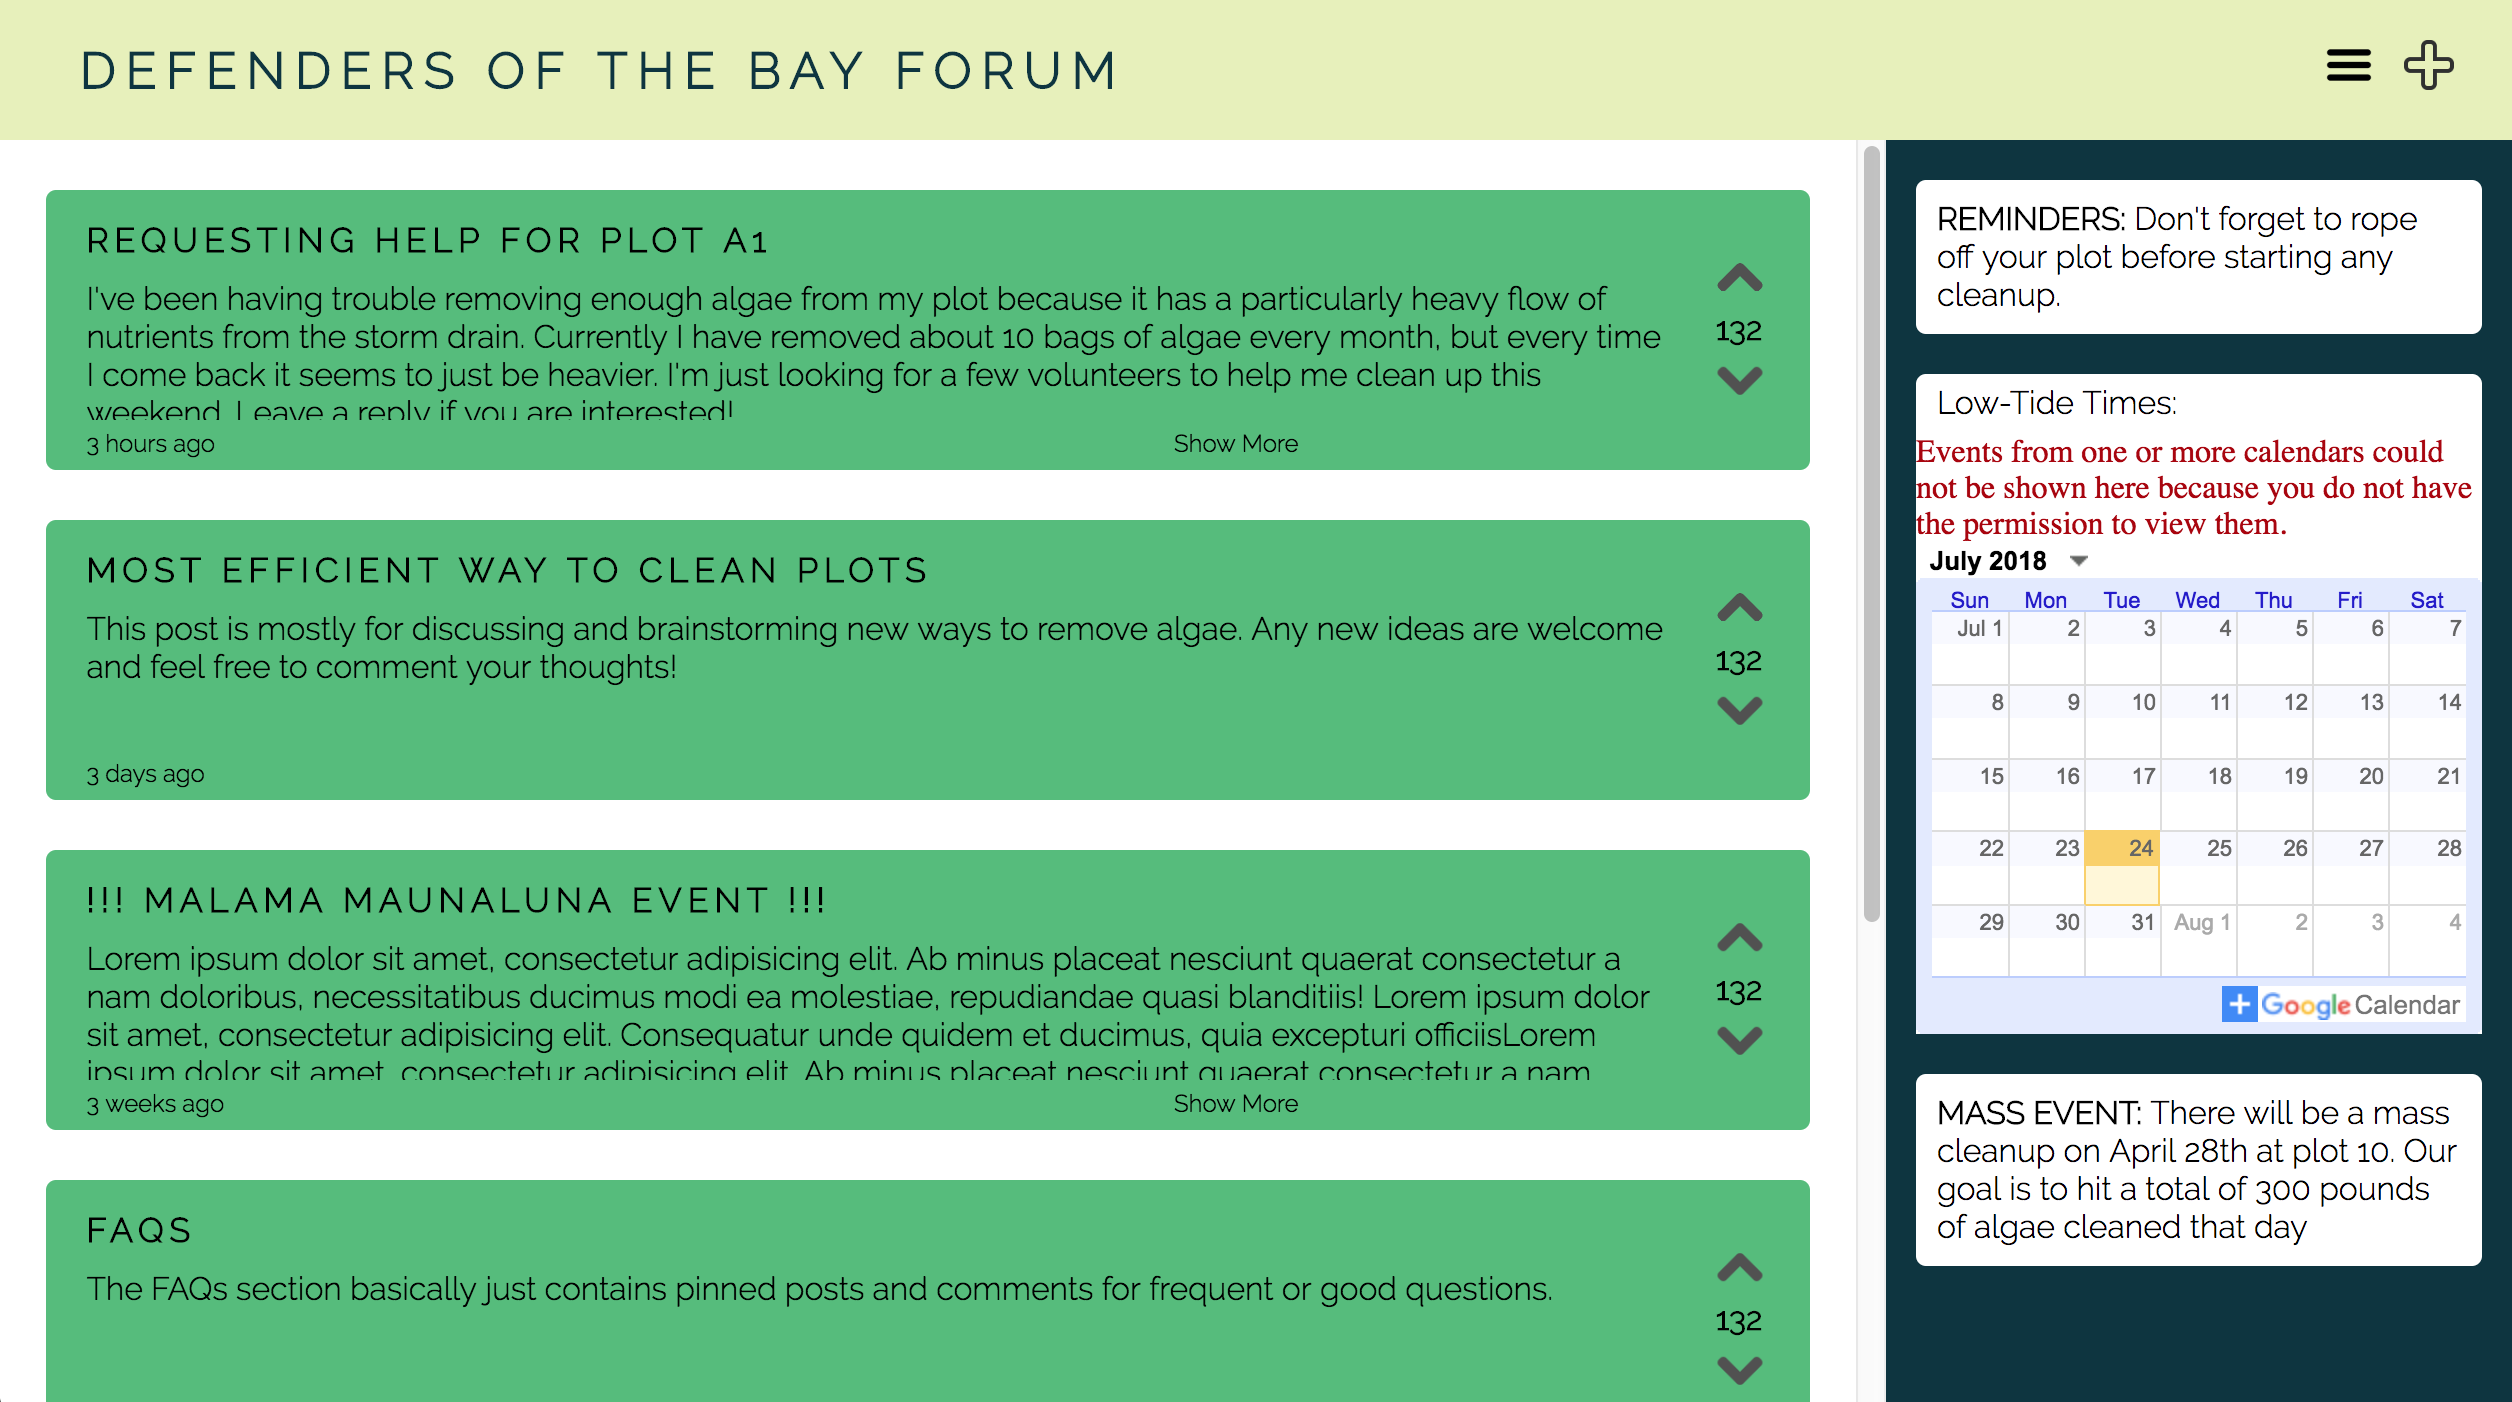 DEFENDERS OF THE BAY FORUM
REQUESTING HELP FOR PLOT A1
I've been having trouble removing enough algae from my plot because it has a particularly heavy flow of
nutrients from the storm drain. Currently I have removed about 10 bags of algae every month, but every time
I come back it seems to just be heavier. I'm just looking for a few volunteers to help me clean up this
weekend. Leave a reply if you are interested!
132
3 hours ago
Show More
MOST EFFICIENT WAY TO CLEAN PLOTS
This post is mostly for discussing and brainstorming new ways to remove algae. Any new ideas are welcome
and feel free to comment your thoughts!
132
3 days ago
!!! MALAMA MAUNALUNA EVENT !!!
Lorem ipsum dolor sit amet, consectetur adipisicing elit. Ab minus placeat nesciunt quaerat consectetur a
nam doloribus, necessitatibus ducimus modi ea molestiae, repudiandae quasi blanditiis! Lorem ipsum dolor
sit amet, consectetur adipisicing elit. Consequatur unde quidem et ducimus, quia excepturi officiisLorem
ipsum dolor sit amet, consectetur adipisicing elit. Ab minus placeat nesciunt quaerat consectetur a nam
132
3 weeks ago
Show More
FAQS
The FAQs section basically just contains pinned posts and comments for frequent or good questions.
132
REMINDERS: Don't forget to rope
off your plot before starting any
cleanup.
Low-Tide Times:
Events from one or more calendars could
not be shown here because you do not have
the permission to view them.
July 2018
Sun Mon Tue Wed Thu Fri Sat
Jul 1 2 3 4 5 6 7
8 9 10 11 12 13 14
15 16 17 18 19 20 21
22 23 24 25 26 27 28
29 30 31 Aug 1 2 3 4
Google Calendar
MASS EVENT: There will be a mass
cleanup on April 28th at plot 10. Our
goal is to hit a total of 300 pounds
of algae cleaned that day